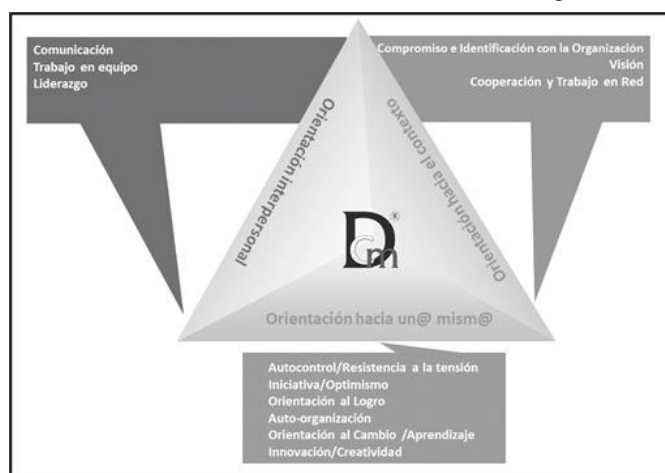 Comunicación
Trabajo en equipo
Liderazgo
Compromiso e Identificación con la Organización
Visión
Cooperación y Trabajo en Red
Orientación interpersonal
Orientación hacia el contexto
Dcm®
Orientación hacia un@ mism@
Autocontrol/Resistencia a la tensión
Iniciativa/Optimismo
Orientación al Logro
Auto-organización
Orientación al Cambio /Aprendizaje
Innovación/Creatividad